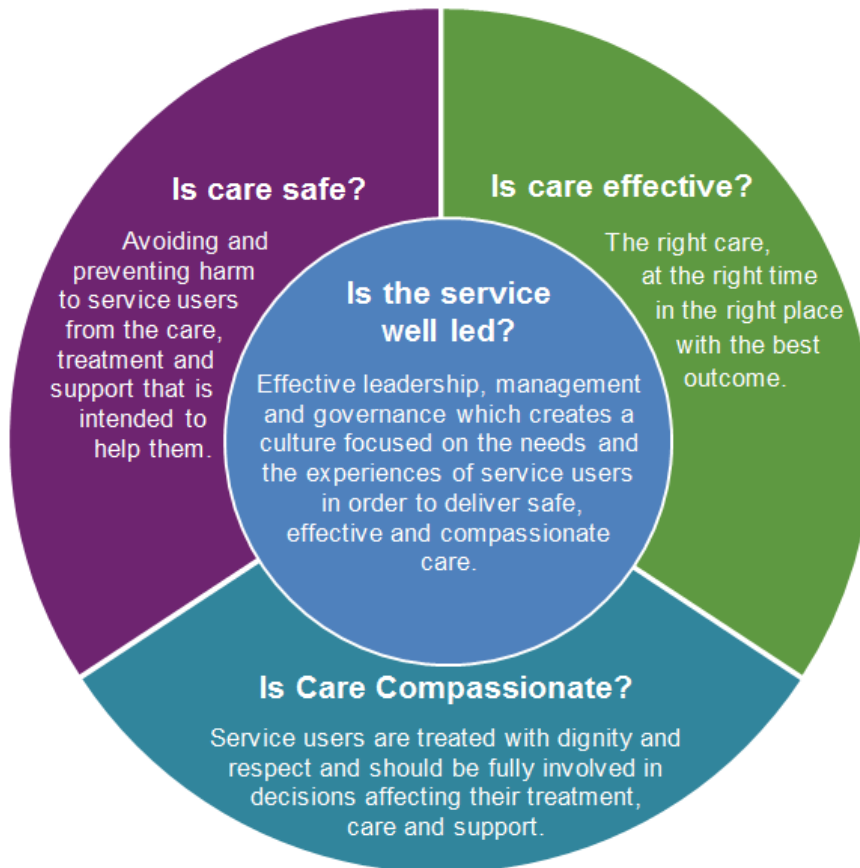 Is care safe?
Avoiding and
preventing harm
to service users
from the care,
treatment and
support that is
intended to
help them.
Is care effective?
The right care,
at the right time
in the right place
with the best
outcome.
Is the service
well led?
Effective leadership, management
and governance which creates a
culture focused on the needs and
the experiences of service users
in order to deliver safe,
effective and compassionate
care.
Is Care Compassionate?
Service users are treated with dignity and
respect and should be fully involved in
decisions affecting their treatment,
care and support.